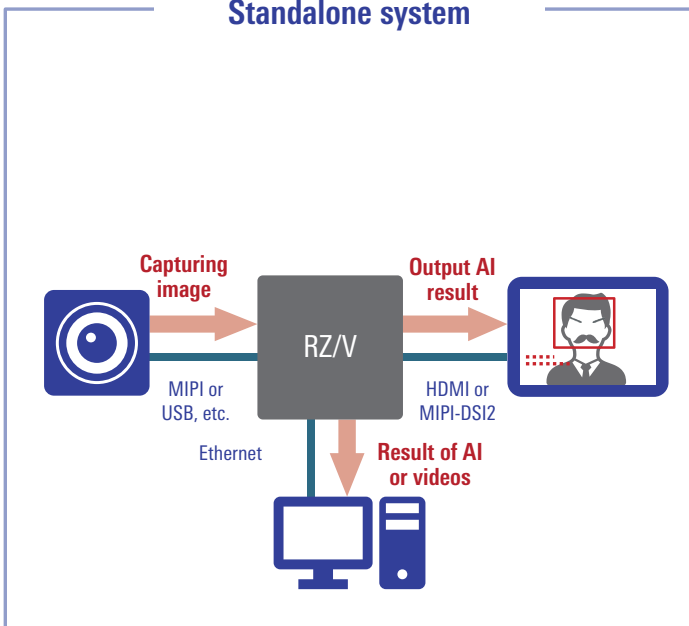 Standalone system
Capturing
image
Output AI
result
RZ/V
MIPI or
USB, etc.
HDMI or
MIPI-DSI2
Ethernet
Result of AI
or videos